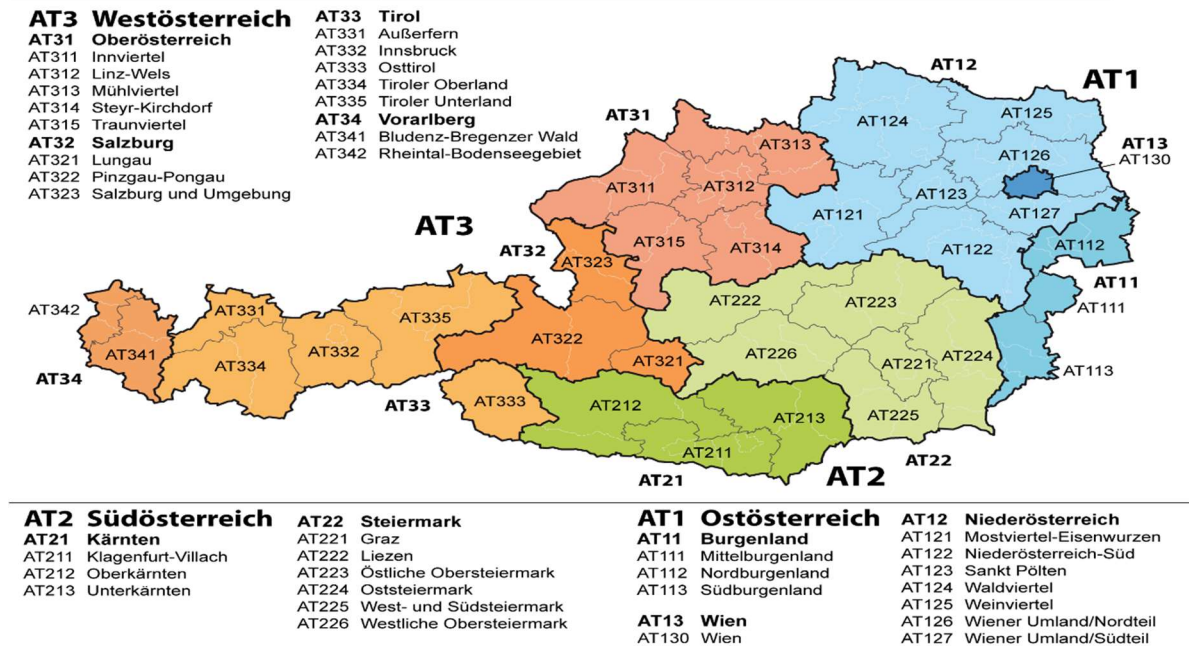 AT3 Westösterreich
AT31 Oberösterreich
AT311 Innviertel
AT312 Linz-Wels
AT313 Mühlviertel
AT314 Steyr-Kirchdorf
AT315 Traunviertel
AT32 Salzburg
AT321 Lungau
AT322 Pinzgau-Pongau
AT323 Salzburg und Umgebung
AT33 Tirol
AT331 Außerfern
AT332 Innsbruck
AT333 Osttirol
AT334 Tiroler Oberland
AT335 Tiroler Unterland
AT34 Vorarlberg
AT341 Bludenz-Bregenzer Wald
AT342 Rheintal-Bodenseegebiet
AT12
AT1
AT31
AT124
AT125
AT313
AT13
AT130
AT126
AT311
AT312
AT123
AT121
AT127
AT3
AT315
AT314
AT122
AT112
AT32
AT323
AT11
AT342
AT331
AT222
AT223
AT111
AT335
AT322
AT341
AT334
AT332
AT321
AT226
AT221
AT224
AT113
AT34
AT33
AT333
AT212
AT213
AT225
AT211
AT22
AT21
AT2
AT2 Südösterreich
AT21 Kärnten
AT211 Klagenfurt-Villach
AT212 Oberkärnten
AT213 Unterkärnten
AT22 Steiermark
AT221 Graz
AT222 Liezen
AT223 Östliche Obersteiermark
AT224 Oststeiermark
AT225 West- und Südsteiermark
AT226 Westliche Obersteiermark
AT1 Ostösterreich
AT11 Burgenland
AT111 Mittelburgenland
AT112 Nordburgenland
AT113 Südburgenland
AT13 Wien
AT130 Wien
AT12 Niederösterreich
AT121 Mostviertel-Eisenwurzen
AT122 Niederösterreich-Süd
AT123 Sankt Pölten
AT124 Waldviertel
AT125 Weinviertel
AT126 Wiener Umland/Nordteil
AT127 Wiener Umland/Südteil